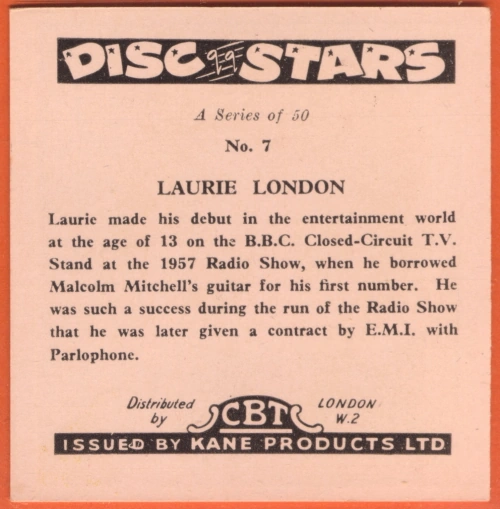 DISC STARS
A Series of 50
No. 7
LAURIE LONDON
Laurie made his debut in the entertainment world
at the age of 13 on the B.B.C. Closed-Circuit T.V.
Stand at the 1957 Radio Show, when he borrowed
Malcolm Mitchell's guitar for his first number. He
was such a success during the run of the Radio Show
that he was later given a contract by E.M.I. with
Parlophone.
Distributed by CBT LONDON W.2
ISSUED BY KANE PRODUCTS LTD